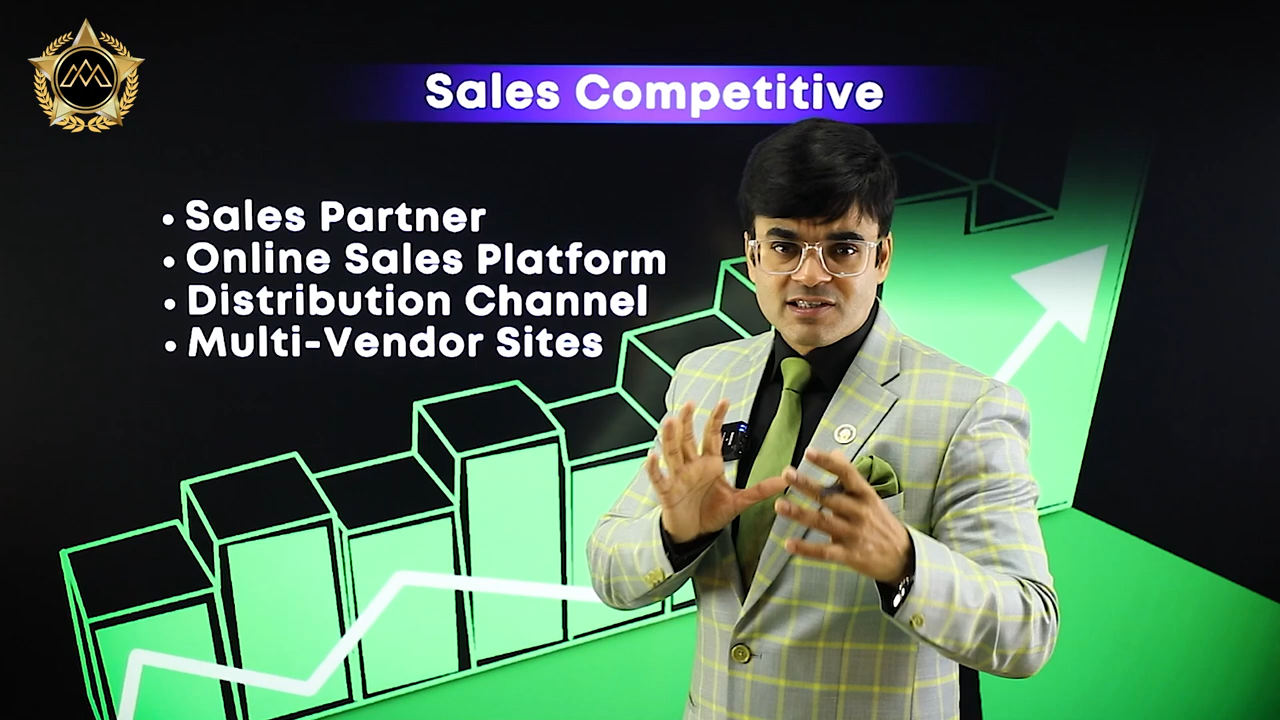 Sales Competitive
• Sales Partner
• Online Sales Platform
• Distribution Channel
• Multi-Vendor Sites